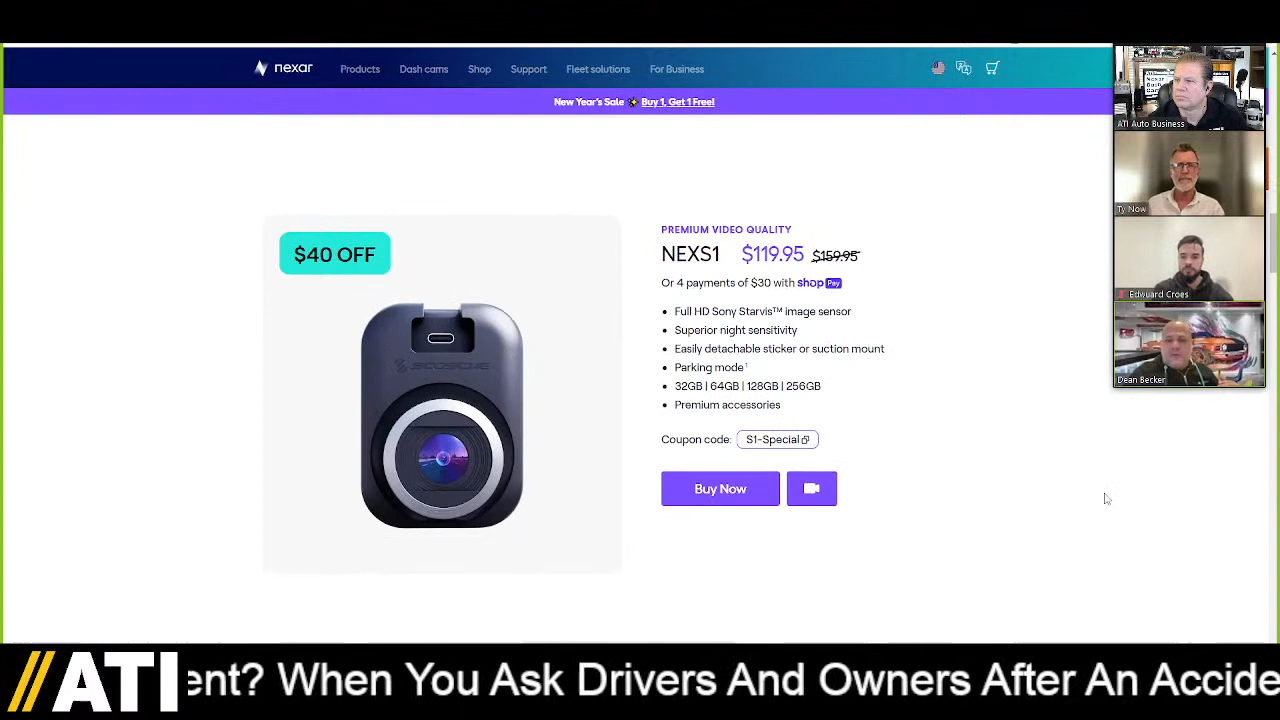 nexar
Products Dash cams Shop Support Fleet solutions For Business
New Year's Sale ✨ Buy 1, Get 1 Free!
$40 OFF
SCOSCHE
PREMIUM VIDEO QUALITY
NEXS1 $119.95 $159.95
Or 4 payments of $30 with shop Pay
• Full HD Sony Starvis™ image sensor
• Superior night sensitivity
• Easily detachable sticker or suction mount
• Parking mode¹
• 32GB | 64GB | 128GB | 256GB
• Premium accessories
Coupon code: S1-Special
Buy Now
ATI Auto Business
Ty Now
Edwuard Croes
Dean Becker
//ATI
ent? When You Ask Drivers And Owners After An Accide